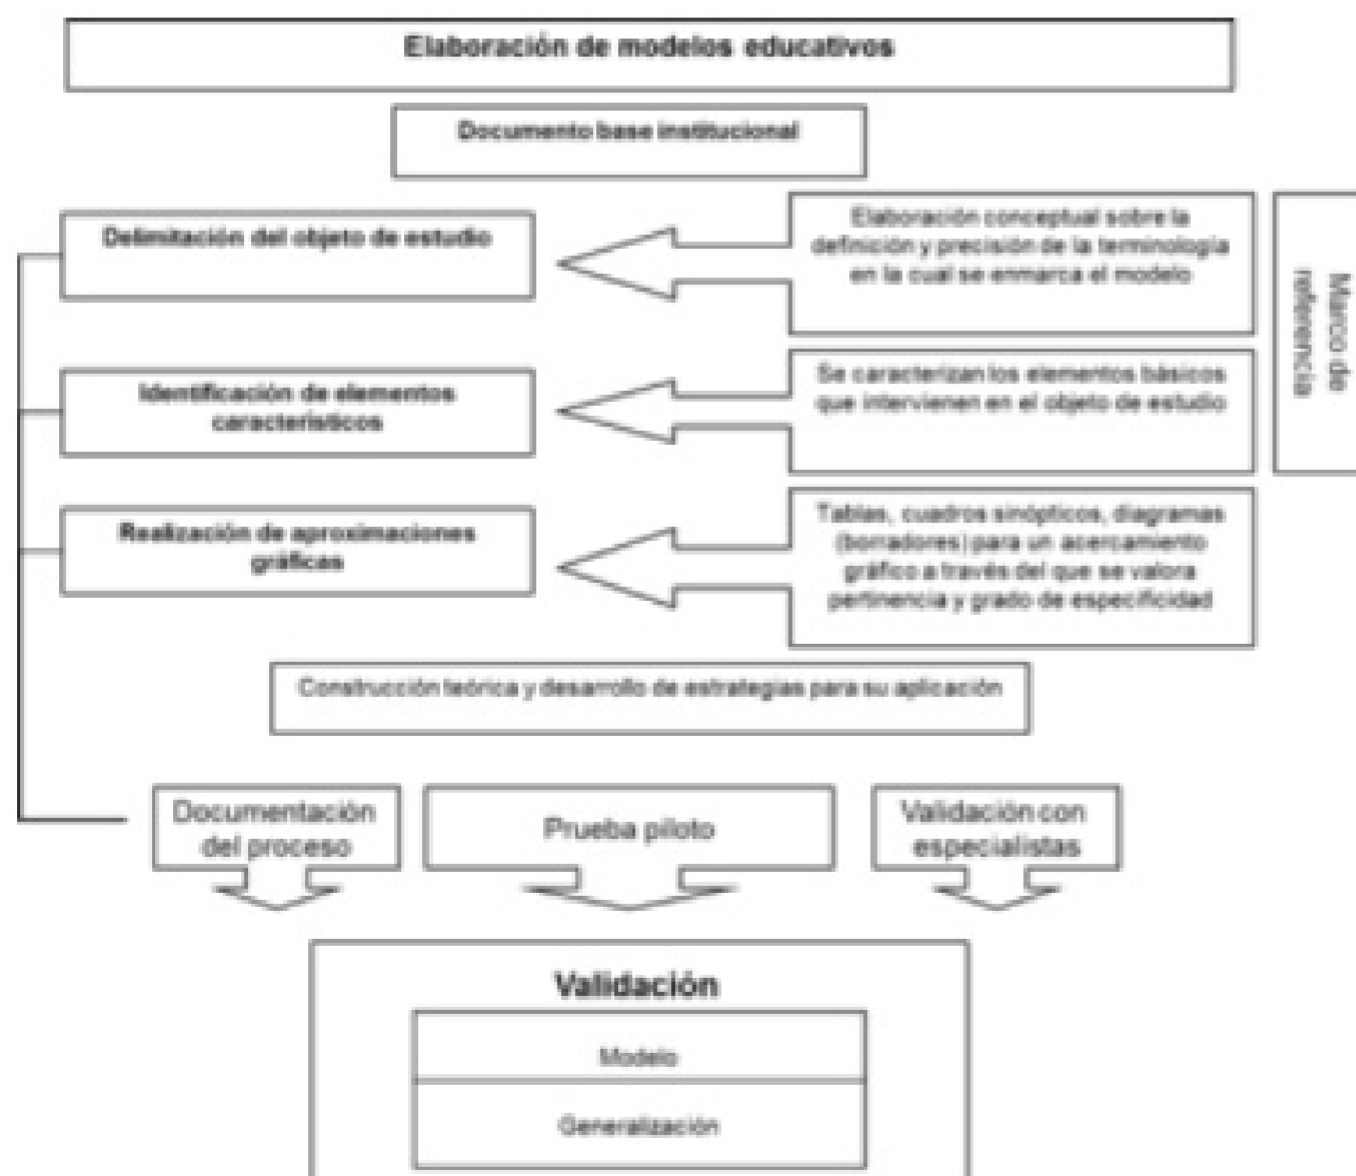 Elaboración de modelos educativos
Documento base institucional
Delimitación del objeto de estudio
Elaboración conceptual sobre la
definición y precisión de la terminología
en la cual se enmarca el modelo
Marco de
referencia
Identificación de elementos
característicos
Se caracterizan los elementos básicos
que intervienen en el objeto de estudio
Realización de aproximaciones
gráficas
Tablas, cuadros sinópticos, diagramas
(borradores) para un acercamiento
gráfico a través del que se valora
pertinencia y grado de especificidad
Construcción teórica y desarrollo de estrategias para su aplicación
Documentación
del proceso
Prueba piloto
Validación con
especialistas
Validación
Modelo
Generalización